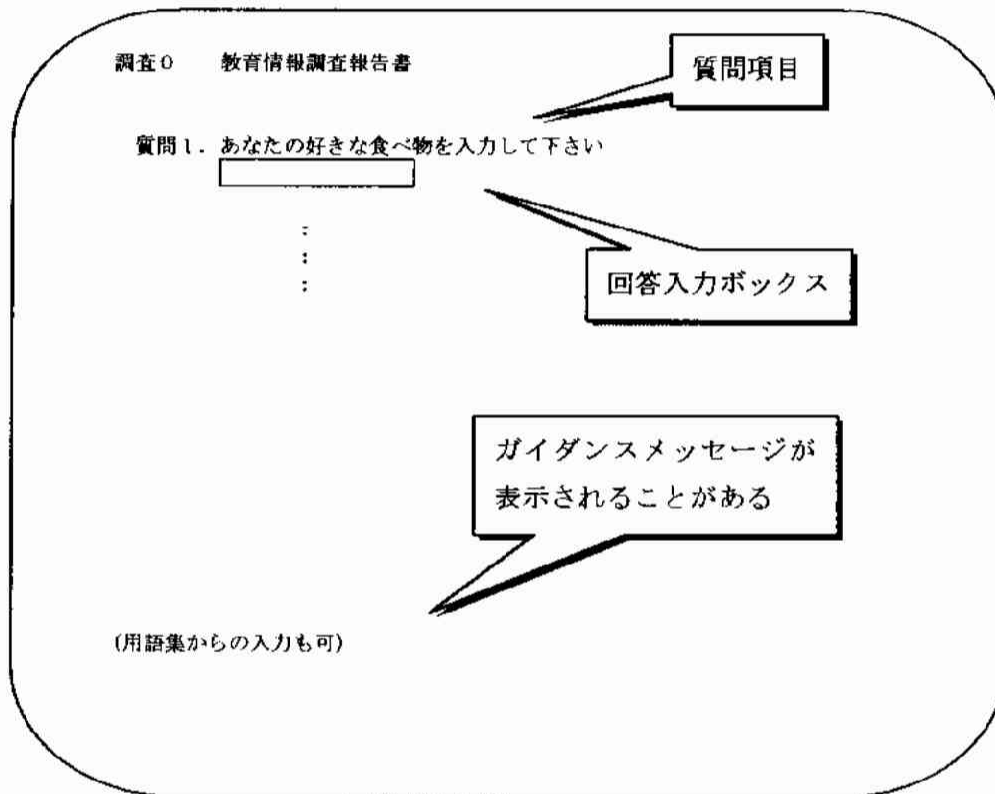 調査０　教育情報調査報告書
質問項目
質問１．あなたの好きな食べ物を入力して下さい
:
:
:
回答入力ボックス
ガイダンスメッセージが
表示されることがある
(用語集からの入力も可)